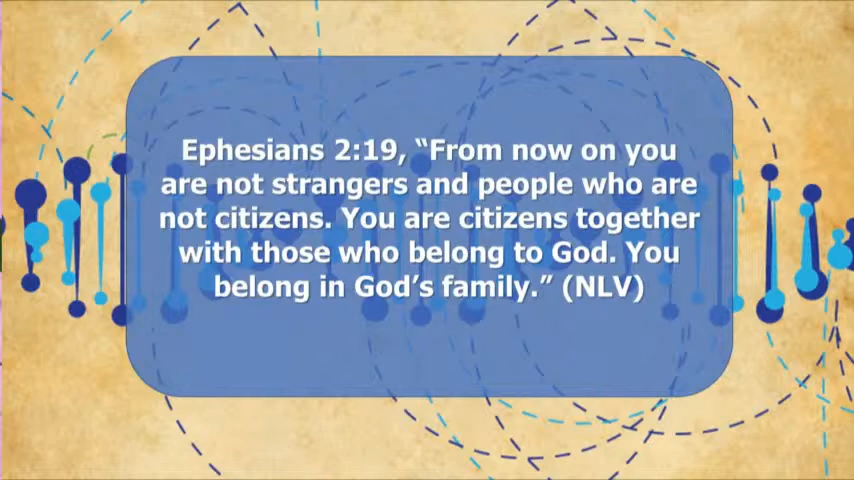 Ephesians 2:19, “From now on you
are not strangers and people who are
not citizens. You are citizens together
with those who belong to God. You
belong in God’s family.” (NLV)